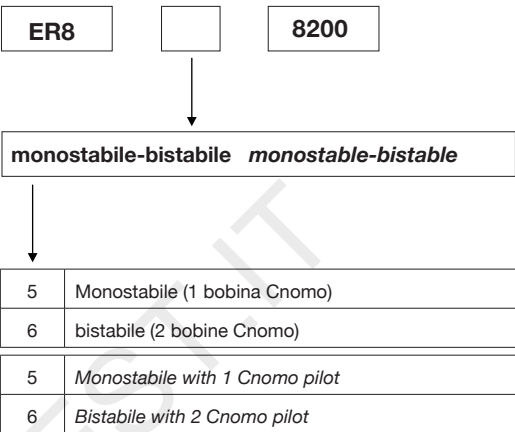 ER8 8200
monostabile-bistabile monostable-bistable
5 Monostabile (1 bobina Cnomo)
6 bistabile (2 bobine Cnomo)
5 Monostabile with 1 Cnomo pilot
6 Bistabile with 2 Cnomo pilot